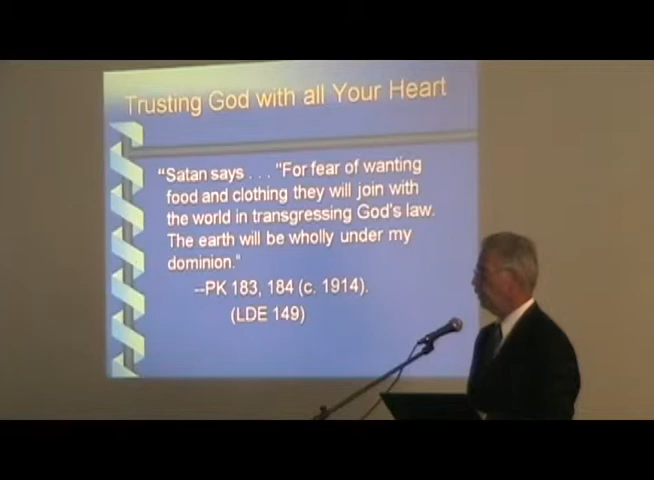 Trusting God with all Your Heart
“Satan says . . . "For fear of wanting
food and clothing they will join with
the world in transgressing God's law.
The earth will be wholly under my
dominion."
--PK 183, 184 (c. 1914).
(LDE 149)